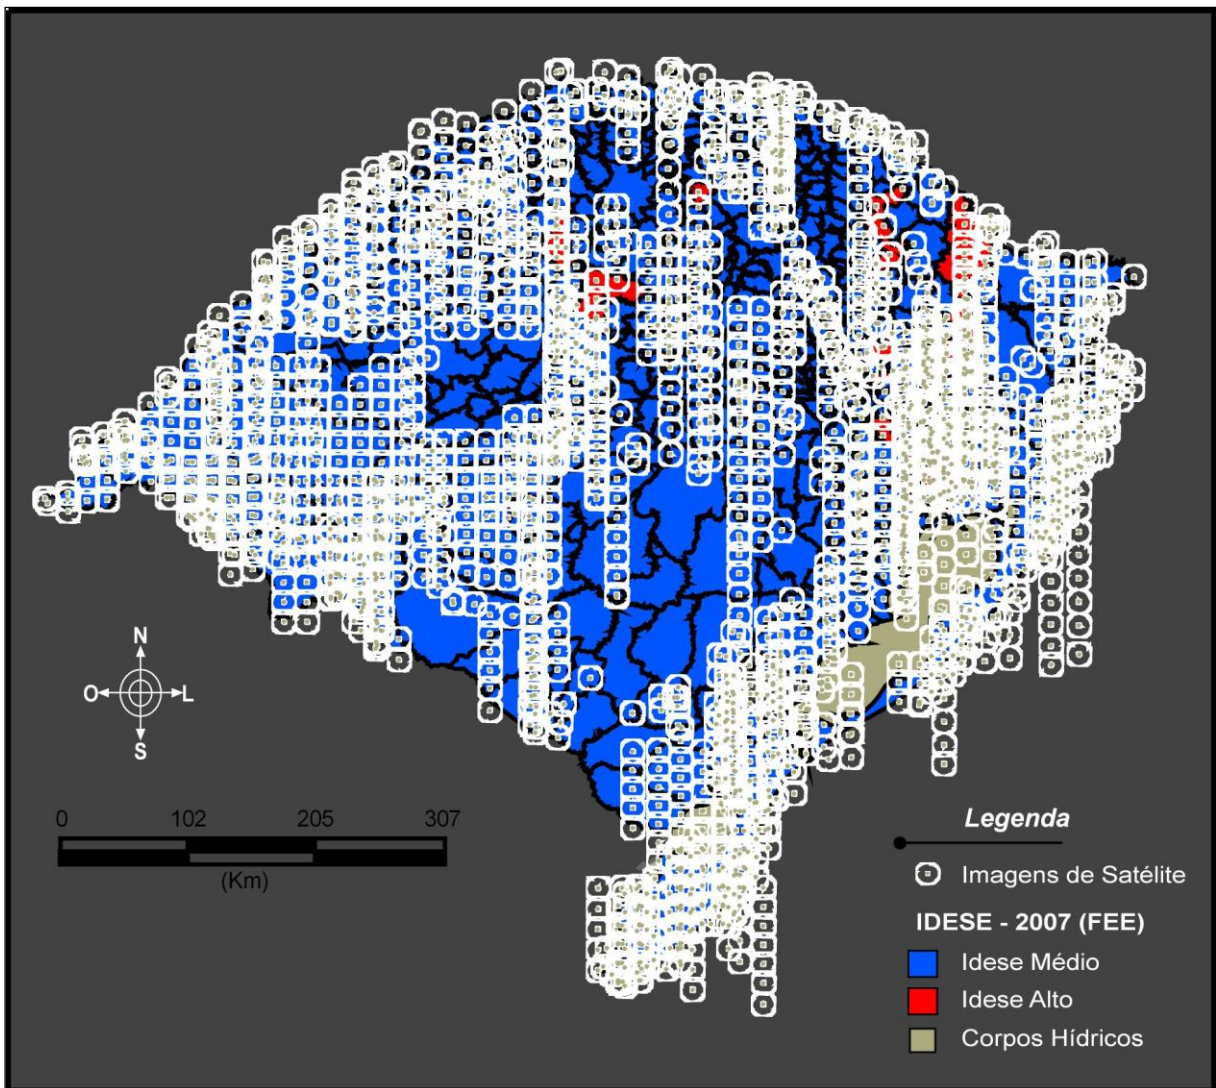 N
O L
S
0 102 205 307
(Km)
Legenda
Imagens de Satélite
IDESE - 2007 (FEE)
Idese Médio
Idese Alto
Corpos Hídricos